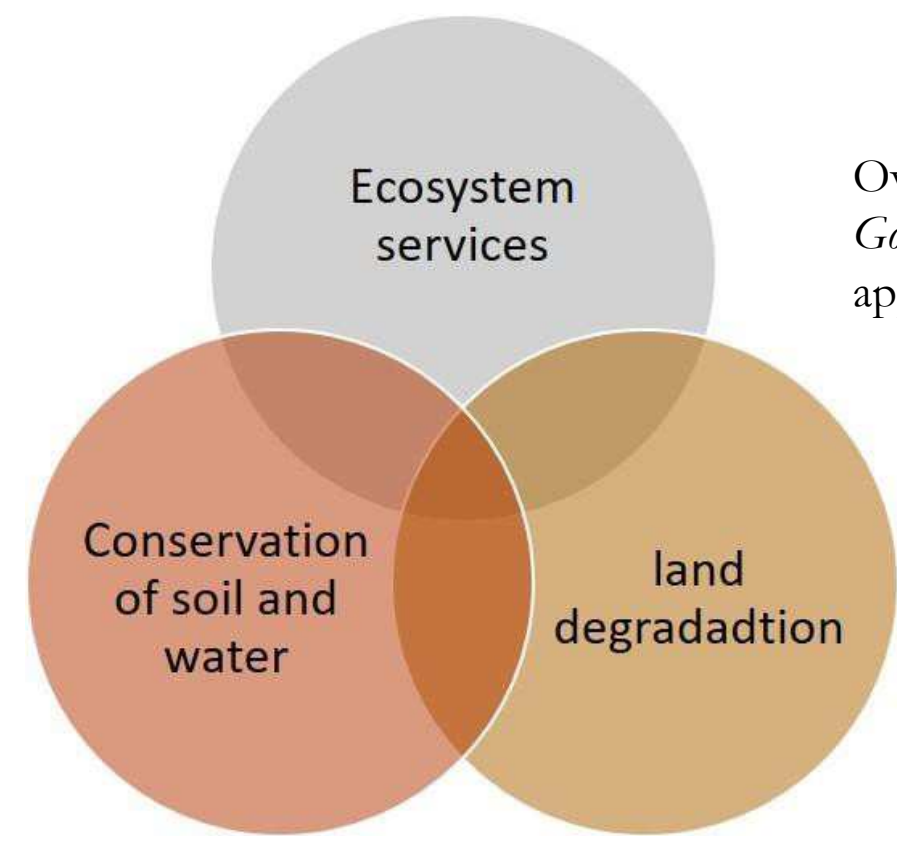 Ecosystem
services
Conservation
of soil and
water
land
degradadtion